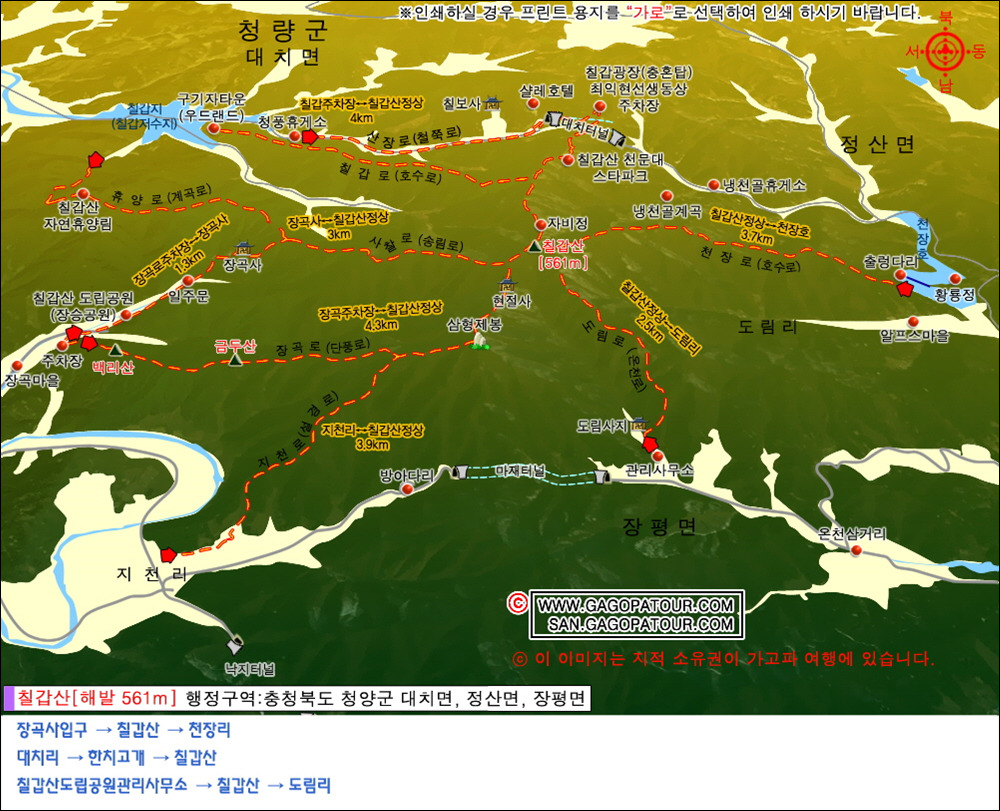 ※인쇄하실 경우 프린트 용지를 "가로"로 선택하여 인쇄 하시기 바랍니다.
북
서
동
남
청량군
대치면
칠갑광장(충혼탑)
최익현선생동상
주차장
샬레호텔
칠보사
칠갑주차장↔칠갑산정상
4km
구기자타운
(우드랜드)
칠갑지
(칠갑저수지)
청풍휴게소
산장로(철쭉로)
대치터널
정산면
칠갑산 천문대
스타파크
칠갑로(호수로)
냉천골휴게소
냉천골계곡
칠갑산
자연휴양림
휴양로(계곡로)
장곡사↔칠갑산정상
3km
칠갑산정상↔천장호
3.7km
천장호
자비정
장곡로주차장↔장곡사
1.3km
장곡사
사찰로(송림로)
칠갑산
[561m]
천장로(호수로)
출렁다리
황룡정
일주문
현절사
칠갑산 도립공원
(장승공원)
장곡주차장↔칠갑산정상
4.3km
삼형제봉
칠갑산정상↔도림리
2.5km
도림리
알프스마을
주차장
백리산
금두산
장곡로(단풍로)
도림로(온천로)
장곡마을
지천로(성경로)
지천리↔칠갑산정상
3.9km
도림사지
관리사무소
방아다리
마재터널
장평면
온천삼거리
지천리
낙지터널
ⓒ WWW.GAGOPATOUR.COM
SAN.GAGOPATOUR.COM
ⓒ 이 이미지는 지적 소유권이 가고파 여행에 있습니다.
칠갑산[해발 561m] 행정구역:충청북도 청양군 대치면, 정산면, 장평면
장곡사입구 → 칠갑산 → 천장리
대치리 → 한치고개 → 칠갑산
칠갑산도립공원관리사무소 → 칠갑산 → 도림리